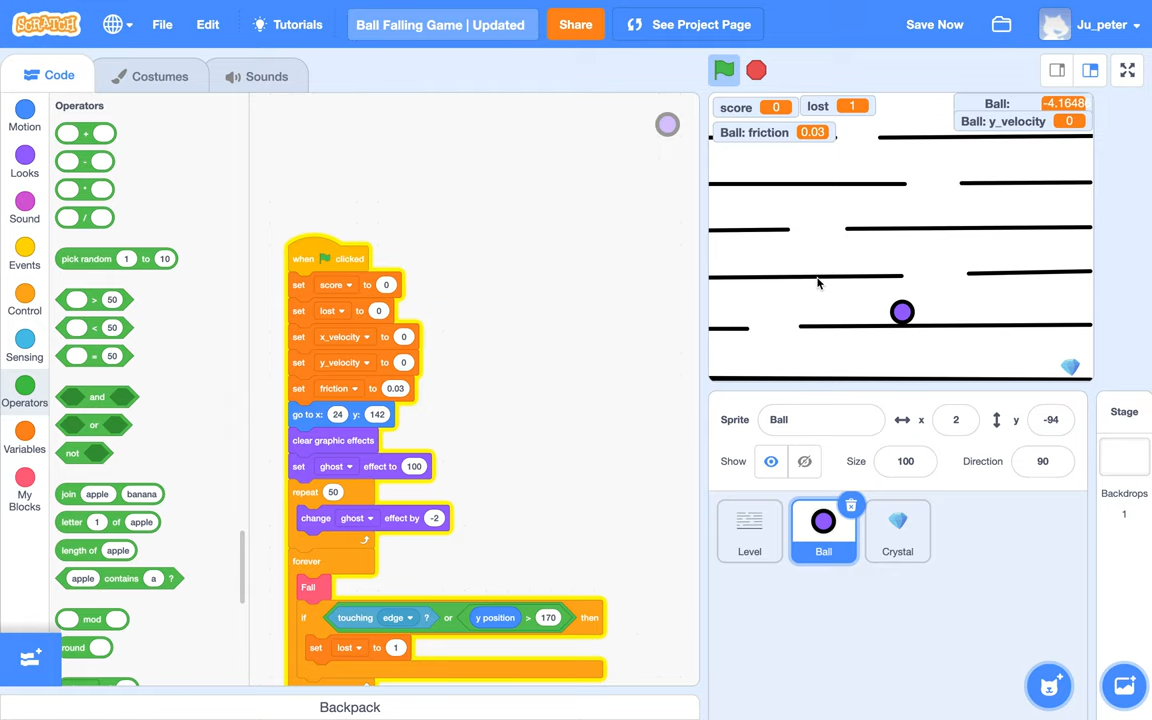 SCRATCH
File
Edit
Tutorials
Ball Falling Game | Updated
Share
See Project Page
Save Now
Ju_peter
Code
Costumes
Sounds
Motion
Looks
Sound
Events
Control
Sensing
Operators
Variables
My
Blocks
Operators
+
-
*
/
pick random 1 to 10
> 50
< 50
= 50
and
or
not
join apple banana
letter 1 of apple
length of apple
apple contains a ?
mod
round
when clicked
set score to 0
set lost to 0
set x_velocity to 0
set y_velocity to 0
set friction to 0.03
go to x: 24 y: 142
clear graphic effects
set ghost effect to 100
repeat 50
change ghost effect by -2
forever
Fall
if touching edge ? or y position > 170 then
set lost to 1
score 0
lost 1
Ball: friction 0.03
Ball: -4.1648
Ball: y_velocity 0
Sprite Ball x 2 y -94
Show Size 100 Direction 90
Level
Ball
Crystal
Stage
Backdrops
1
Backpack